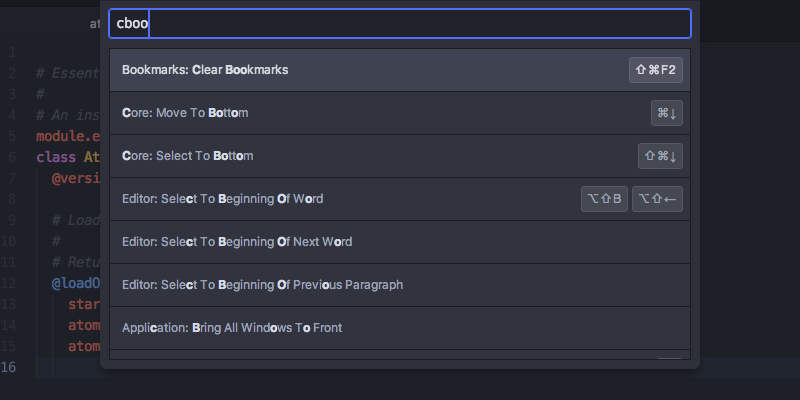 at
cboo
Bookmarks: Clear Bookmarks ⇧⌘F2
Core: Move To Bottom ⌘↓
Core: Select To Bottom ⇧⌘↓
Editor: Select To Beginning Of Word ⌥⇧B ⌥⇧←
Editor: Select To Beginning Of Next Word
Editor: Select To Beginning Of Previous Paragraph
Application: Bring All Windows To Front
1
2 # Essent
3 #
4 # An ins
5 module.e
6 class At
7 @versi
8
9 # Load
10 #
11 # Retu
12 @loadO
13 star
14 atom
15 atom
16